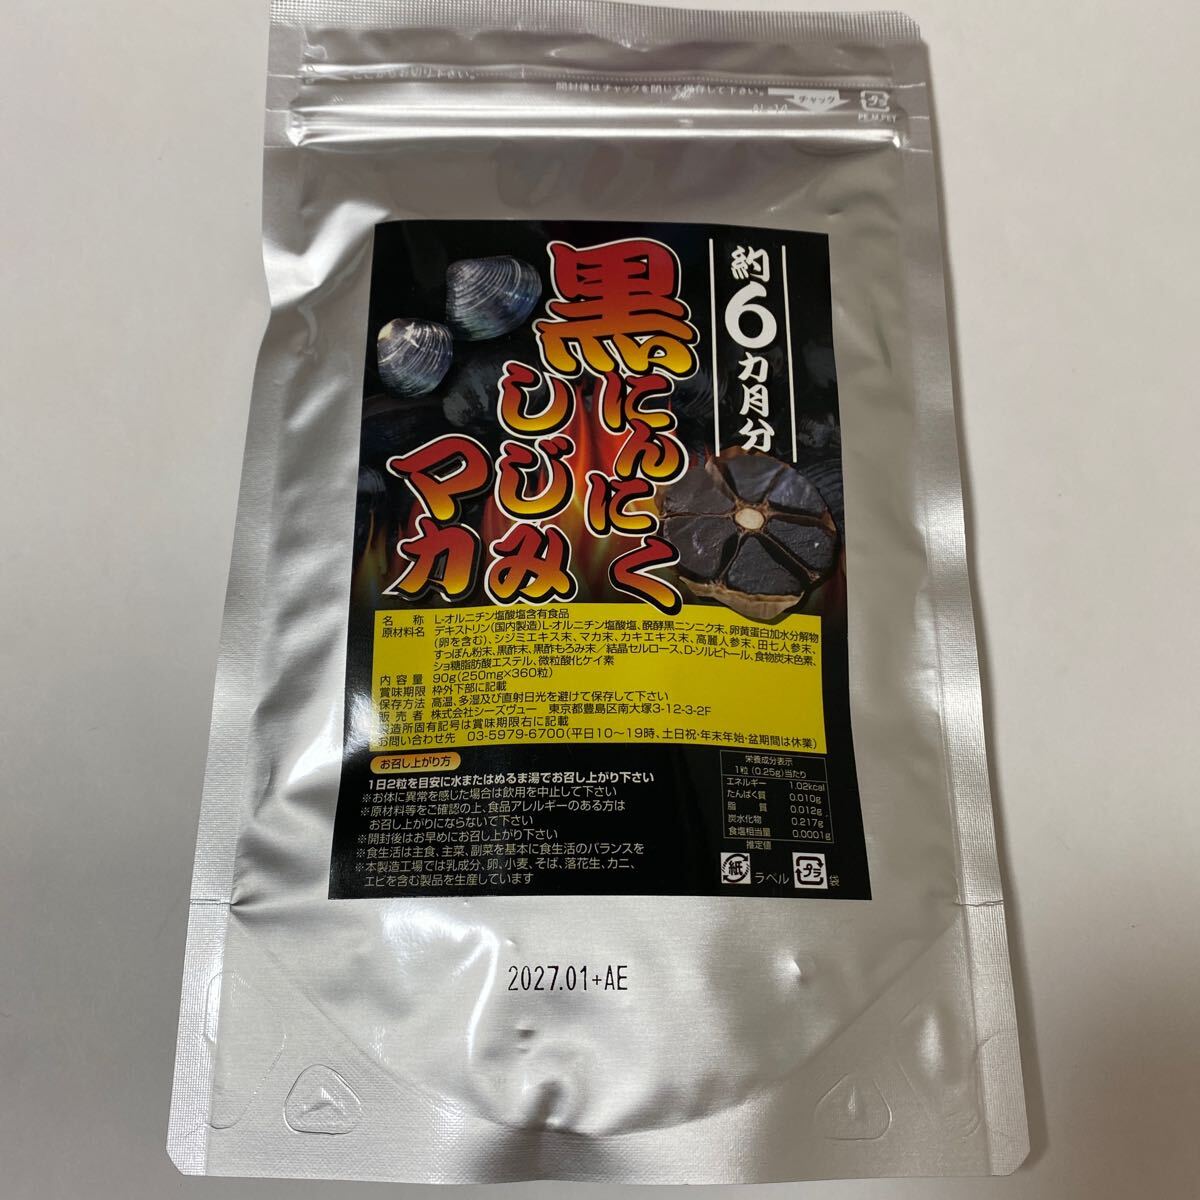 ここから切り下さい。
開封後はチャックを閉じて保存して下さい。
チャック
プラ
PE,M,PET
約6カ月分
黒にんにく
しじみ
マカ
名 称 L-オルニチン塩酸塩含有食品
原材料名 デキストリン(国内製造)L-オルニチン塩酸塩、醗酵黒ニンニク末、卵黄蛋白加水分解物
(卵を含む)、シジミエキス末、マカ末、カキエキス末、高麗人参末、田七人参末、
すっぽん粉末、黒酢末、黒酢もろみ末/結晶セルロース、D-ソルビトール、食物炭末色素、
ショ糖脂肪酸エステル、微粒酸化ケイ素
内容量 90g(250mg×360粒)
賞味期限 枠外下部に記載
保存方法 高温、多湿及び直射日光を避けて保存して下さい
販売者 株式会社シーズヴュー 東京都豊島区南大塚3-12-3-2F
製造所固有記号は賞味期限右に記載
お問い合わせ先 03-5979-6700(平日10〜19時、土日祝・年末年始・盆期間は休業)
お召し上がり方
1日2粒を目安に水またはぬるま湯でお召し上がり下さい
※お体に異常を感じた場合は飲用を中止して下さい
※原材料等をご確認の上、食品アレルギーのある方は
お召し上がりにならないで下さい
※開封後はお早めにお召し上がり下さい
※食生活は主食、主菜、副菜を基本に食生活のバランスを
※本製造工場では乳成分、卵、小麦、そば、落花生、カニ、
エビを含む製品を生産しています
栄養成分表示
1粒(0.25g)当たり
エネルギー 1.02kcal
たんぱく質 0.010g
脂質 0.012g
炭水化物 0.217g
食塩相当量 0.0001g
推定値
紙 ラベル プラ 袋
2027.01+AE